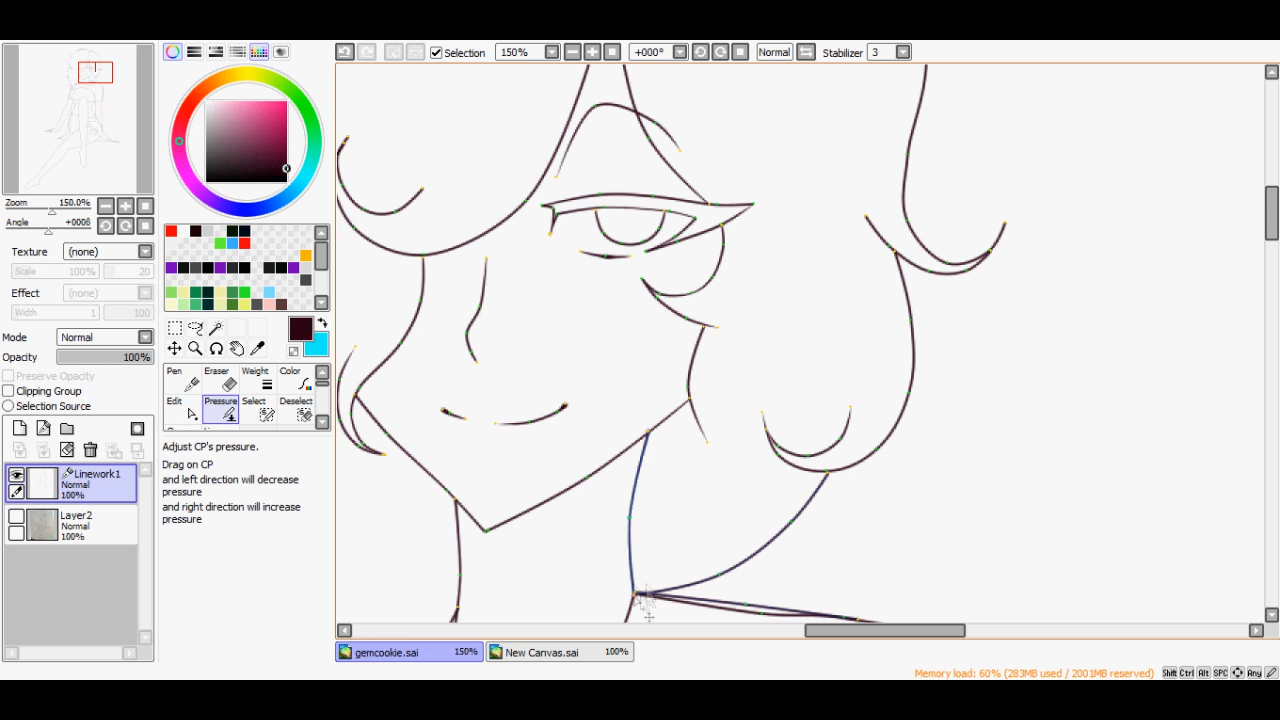 Selection
150%
+000°
Normal
Stabilizer 3
Zoom 150.0%
Angle
Texture (none)
Scale 100% 20
Effect (none)
Width 1 100
Mode Normal
Opacity 100%
Preserve Opacity
Clipping Group
Selection Source
Linework1
Normal
100%
Layer2
Normal
100%
Pen Eraser Weight Color
Edit Pressure Select Deselect
Adjust CP's pressure.
Drag on CP
and left direction will decrease
pressure
and right direction will increase
pressure
gemcookie.sai 150%
New Canvas.sai 100%
Memory load: 60% (283MB used / 2001MB reserved)
Shift Ctrl Alt SPC Any